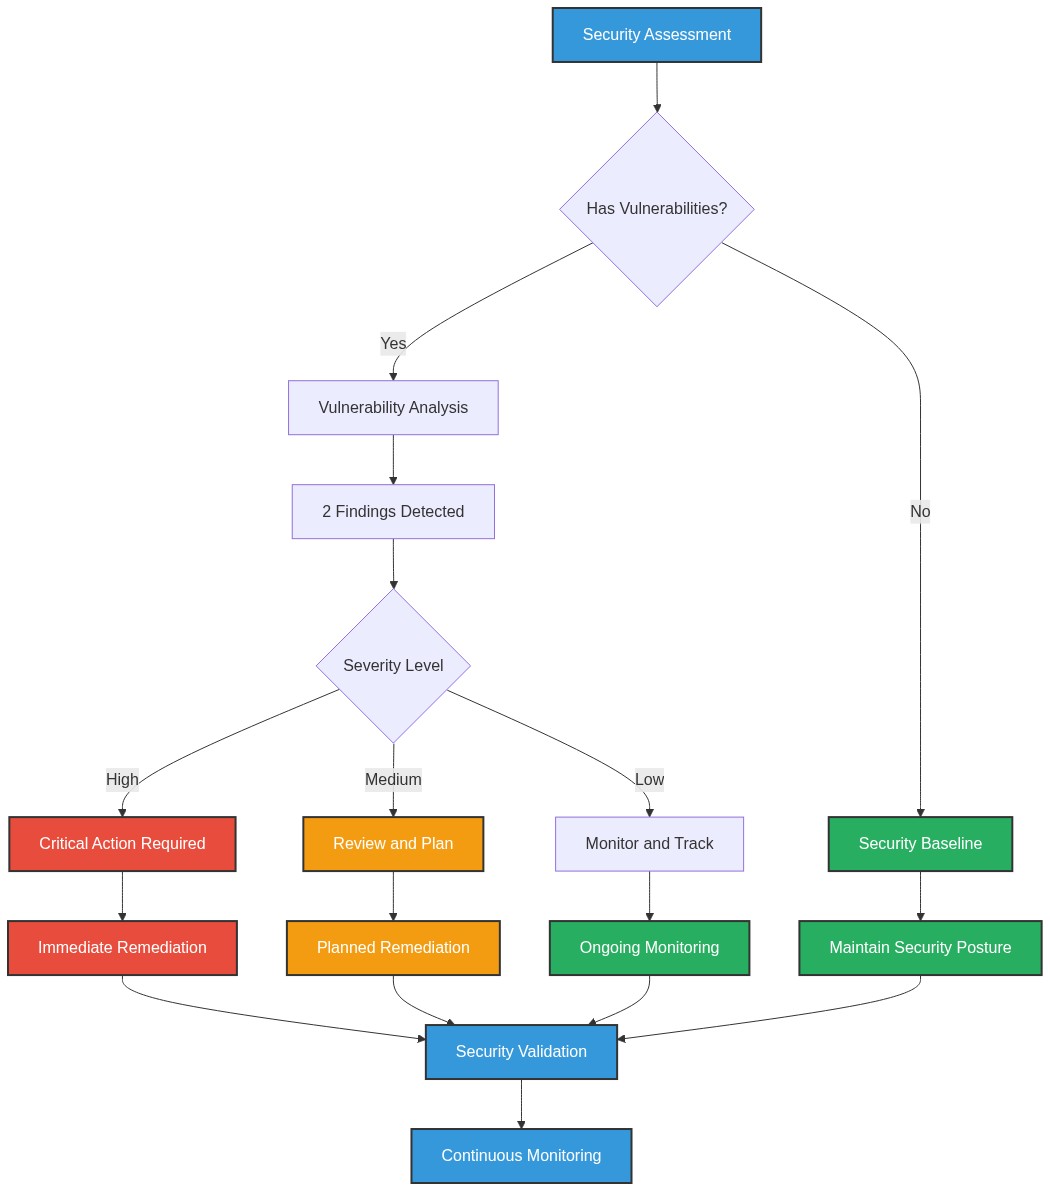 Security Assessment
Has Vulnerabilities?
Yes
Vulnerability Analysis
2 Findings Detected
No
Severity Level
High
Medium
Low
Critical Action Required
Review and Plan
Monitor and Track
Security Baseline
Immediate Remediation
Planned Remediation
Ongoing Monitoring
Maintain Security Posture
Security Validation
Continuous Monitoring